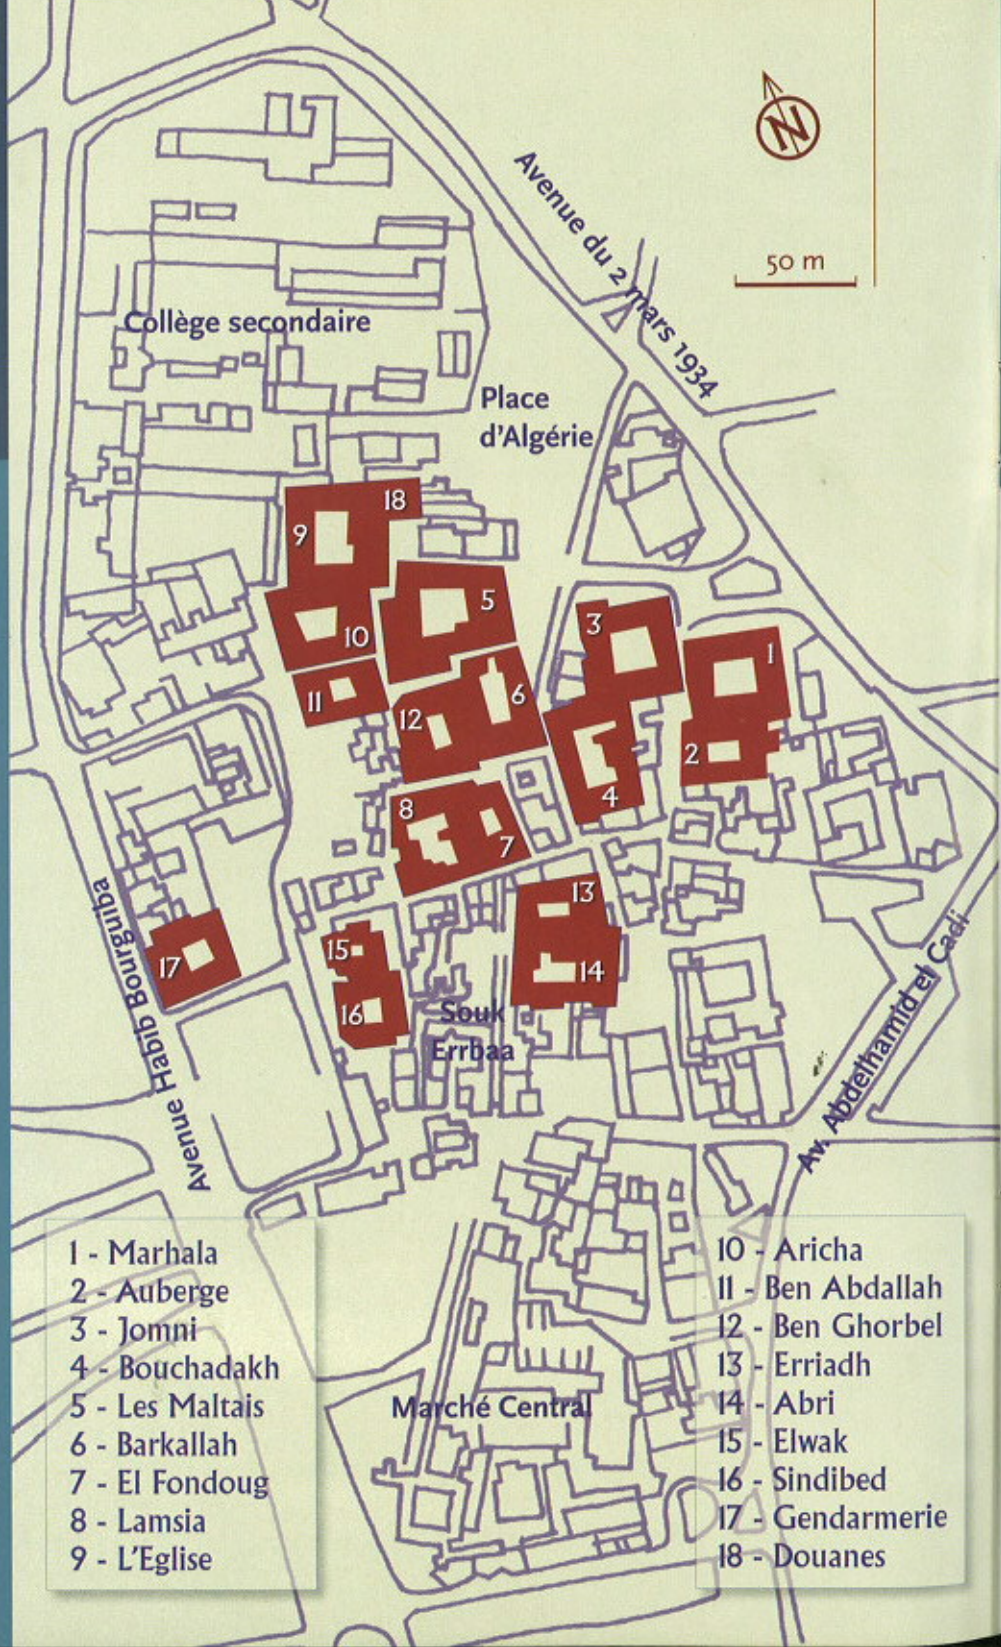 N
50 m
Avenue du 2 mars 1934
Collège secondaire
Place
d'Algérie
18
9
5
3
10
1
11
12
6
2
4
8
7
13
15
17
14
16
Avenue Habib Bourguiba
Souk
Errbaa
Av. Abdelhamid el Cadi
Marché Central
1 - Marhala
2 - Auberge
3 - Jomni
4 - Bouchadakh
5 - Les Maltais
6 - Barkallah
7 - El Fondoug
8 - Lamsia
9 - L'Eglise
10 - Aricha
11 - Ben Abdallah
12 - Ben Ghorbel
13 - Erriadh
14 - Abri
15 - Elwak
16 - Sindibed
17 - Gendarmerie
18 - Douanes